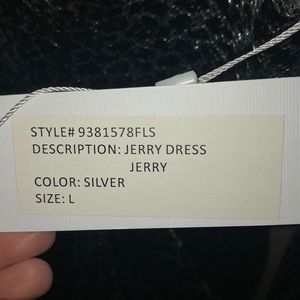 STYLE# 9381578FLS
DESCRIPTION: JERRY DRESS
JERRY
COLOR: SILVER
SIZE: L